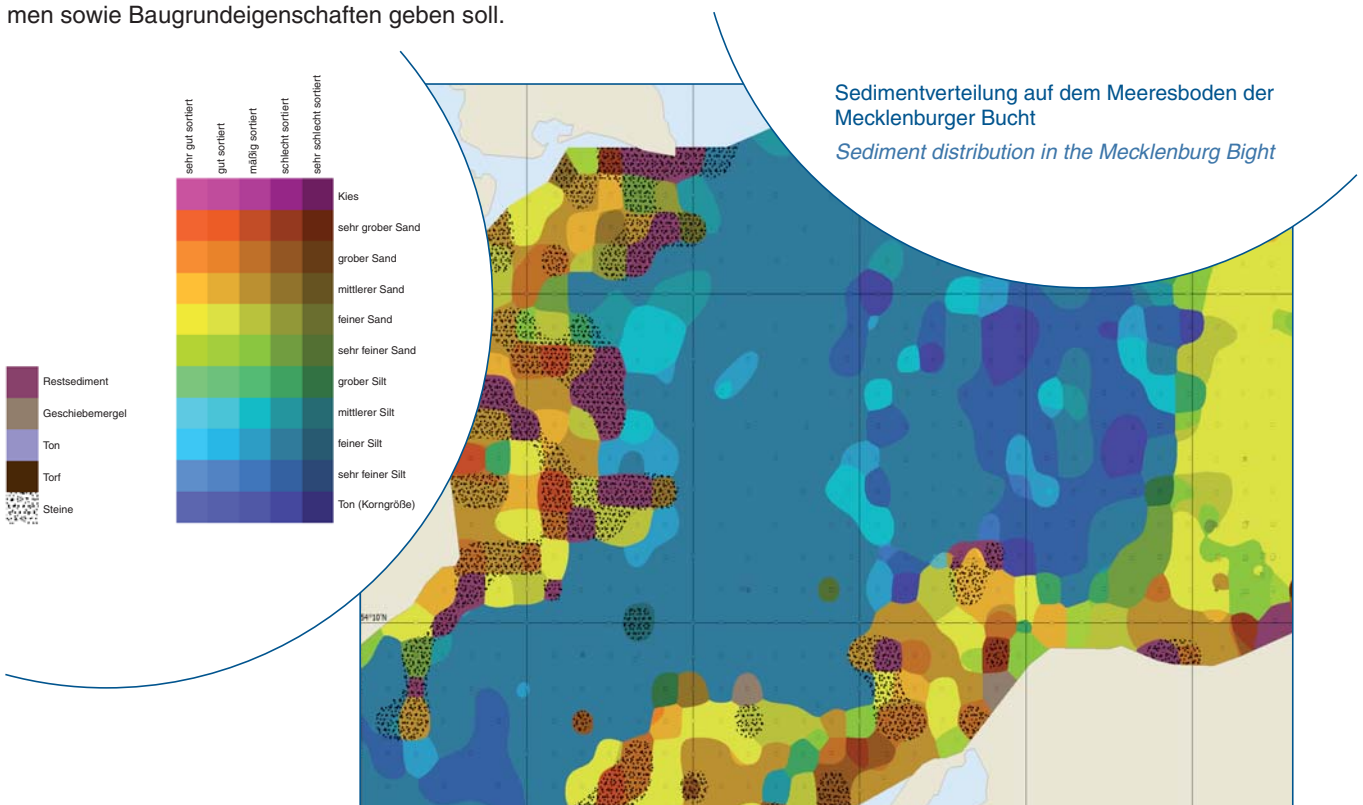 men sowie Baugrundeigenschaften geben soll.
Sedimentverteilung auf dem Meeresboden der
Mecklenburger Bucht
Sediment distribution in the Mecklenburg Bight
sehr gut sortiert
gut sortiert
mäßig sortiert
schlecht sortiert
sehr schlecht sortiert
Kies
sehr grober Sand
grober Sand
mittlerer Sand
feiner Sand
sehr feiner Sand
grober Silt
mittlerer Silt
feiner Silt
sehr feiner Silt
Ton (Korngröße)
Restsediment
Geschiebemergel
Ton
Torf
Steine
54°10'N